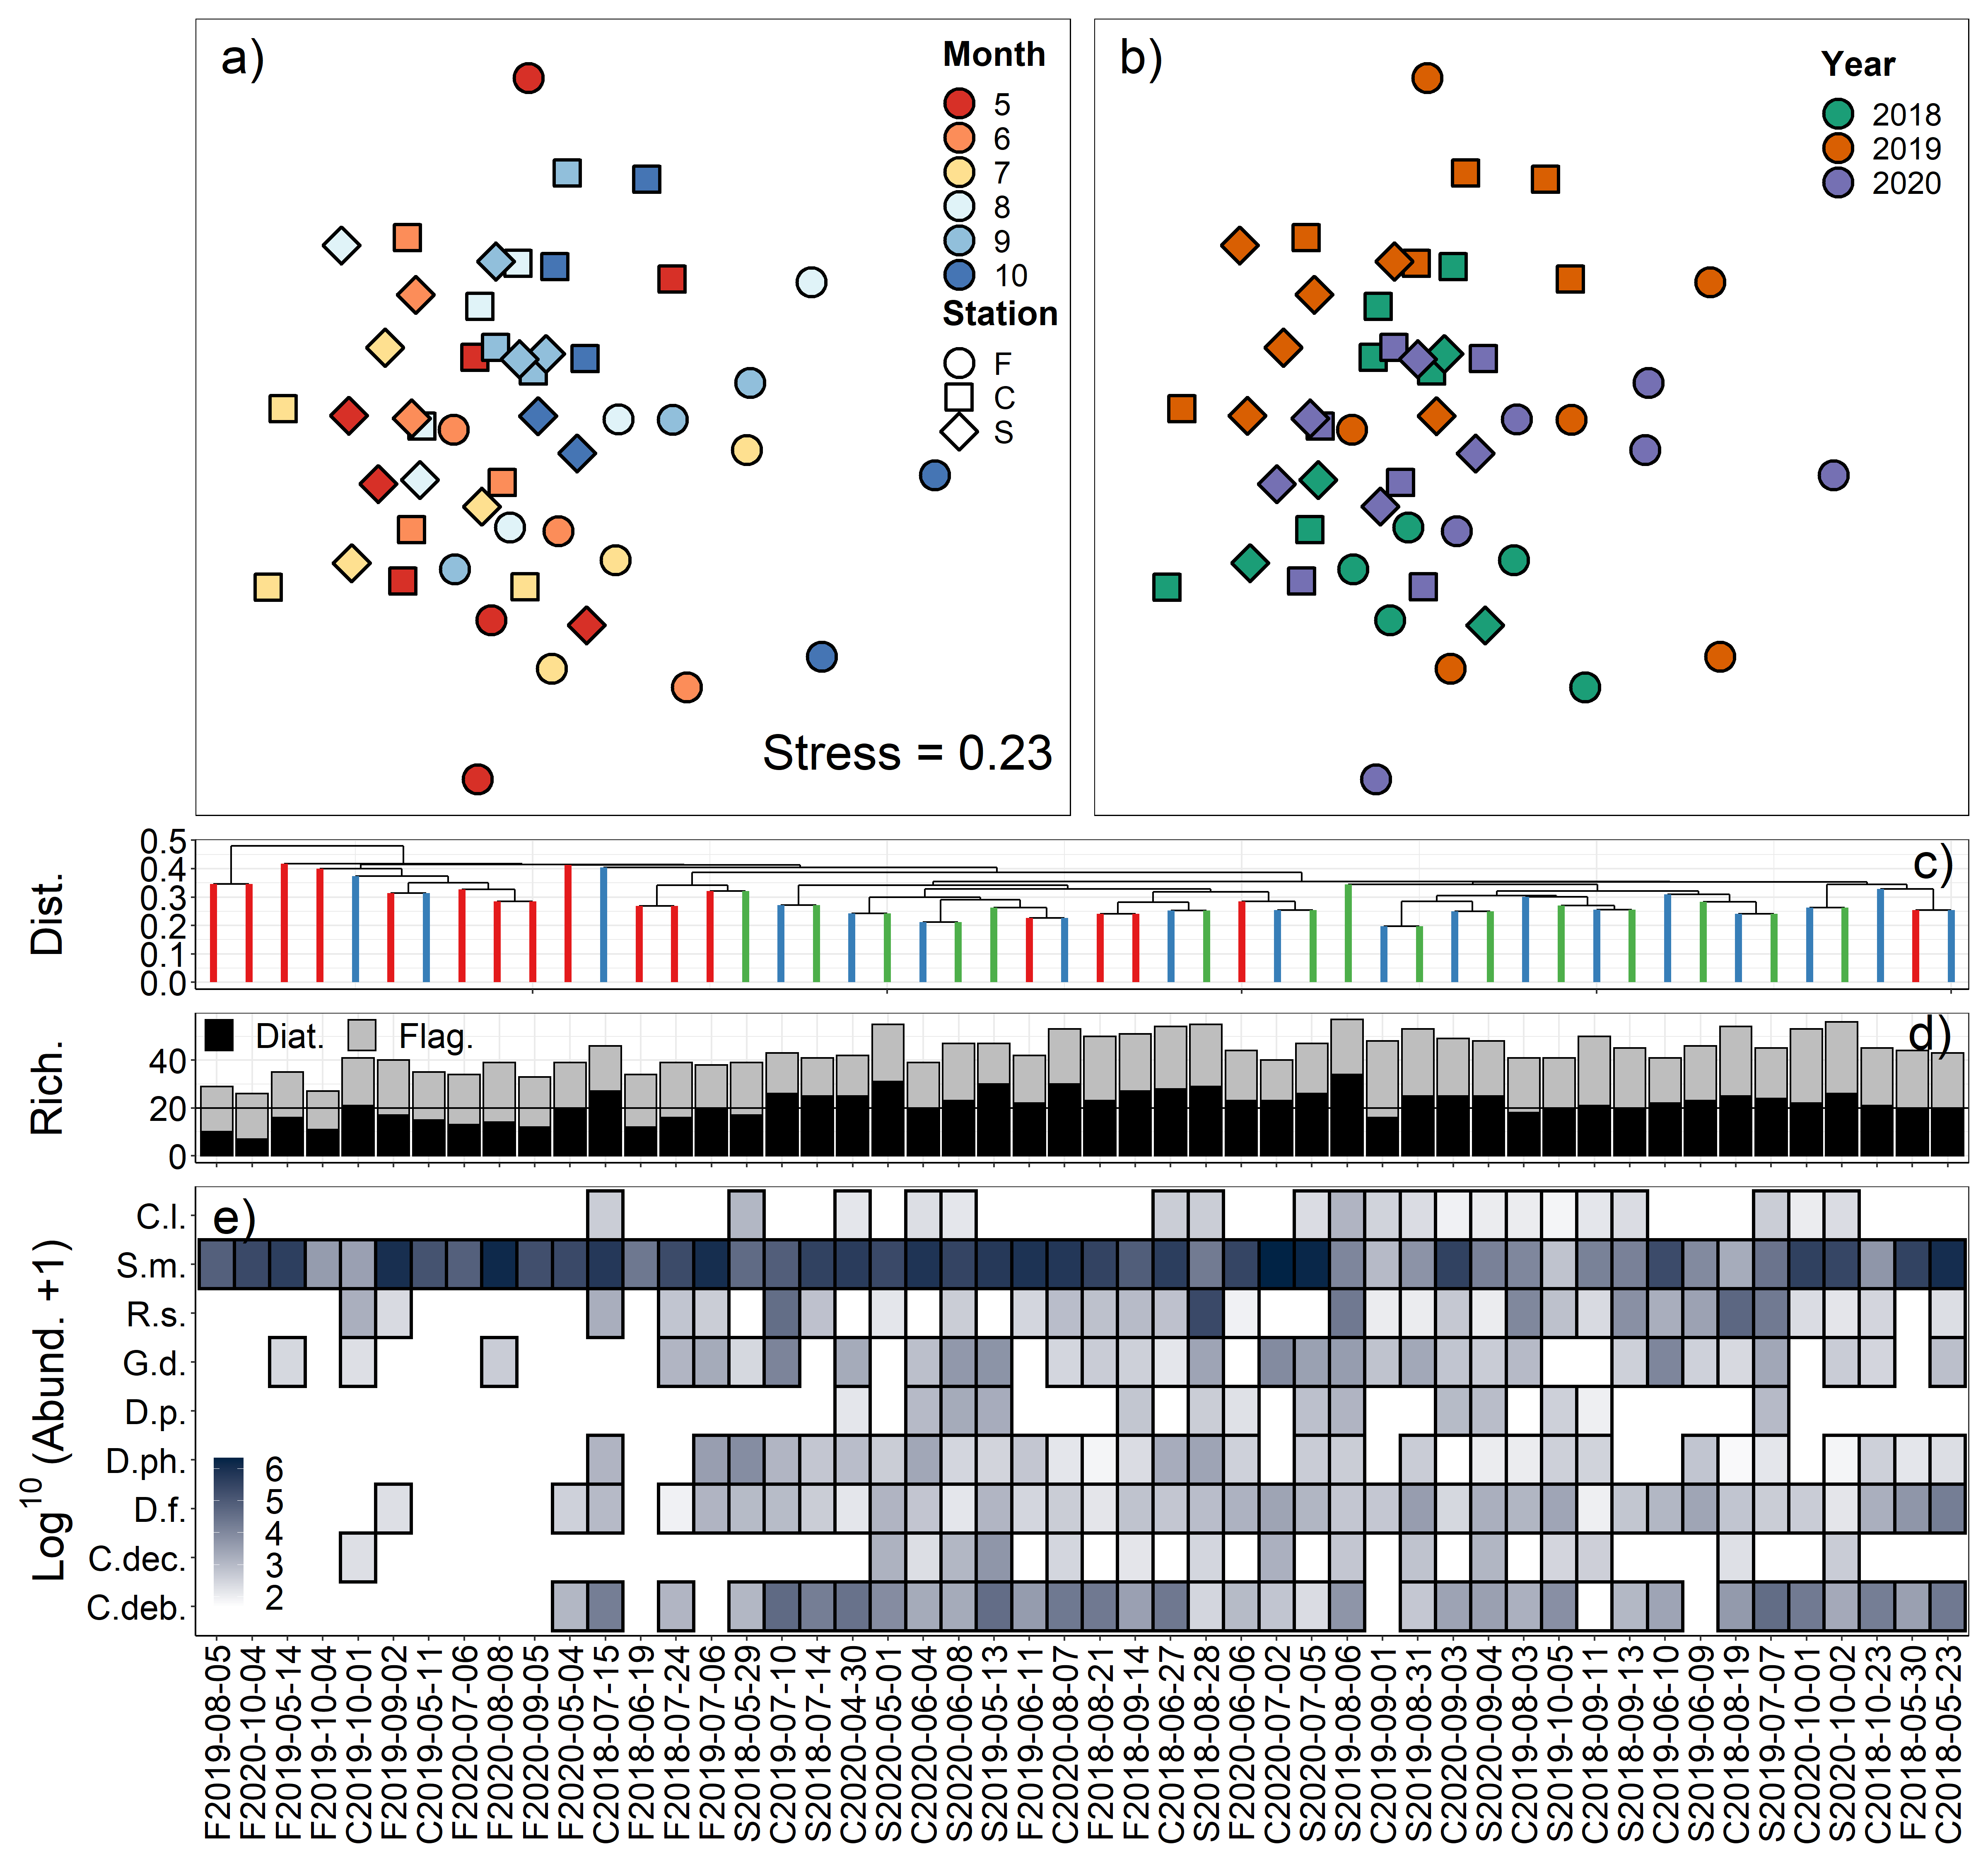 a)
Month
5
6
7
8
9
10
Station
F
C
S
Stress = 0.23
b)
Year
2018
2019
2020
c)
Dist.
0.5
0.4
0.3
0.2
0.1
0.0
d)
Rich.
Diat.
Flag.
40
20
0
e)
Log10 (Abund. +1)
C.l.
S.m.
R.s.
G.d.
D.p.
D.ph.
D.f.
C.dec.
C.deb.
6
5
4
3
2
F2019-08-05
F2020-10-04
F2019-05-14
F2019-10-04
C2019-10-01
F2019-09-02
C2019-05-11
F2020-07-06
F2020-08-08
F2020-09-05
F2020-05-04
C2018-07-15
F2018-06-19
F2018-07-24
F2019-07-06
S2018-05-29
C2019-07-10
S2018-07-14
C2020-04-30
S2020-05-01
C2020-06-04
S2020-06-08
S2019-05-13
F2019-06-11
C2020-08-07
F2018-08-21
F2018-09-14
C2018-06-27
S2018-08-28
F2020-06-06
C2020-07-02
S2020-07-05
S2019-08-06
C2019-09-01
S2019-08-31
C2020-09-03
S2020-09-04
C2019-08-03
S2019-10-05
C2018-09-11
S2018-09-13
C2019-06-10
S2019-06-09
C2018-08-19
S2019-07-07
C2020-10-01
S2020-10-02
C2018-10-23
F2018-05-30
C2018-05-23